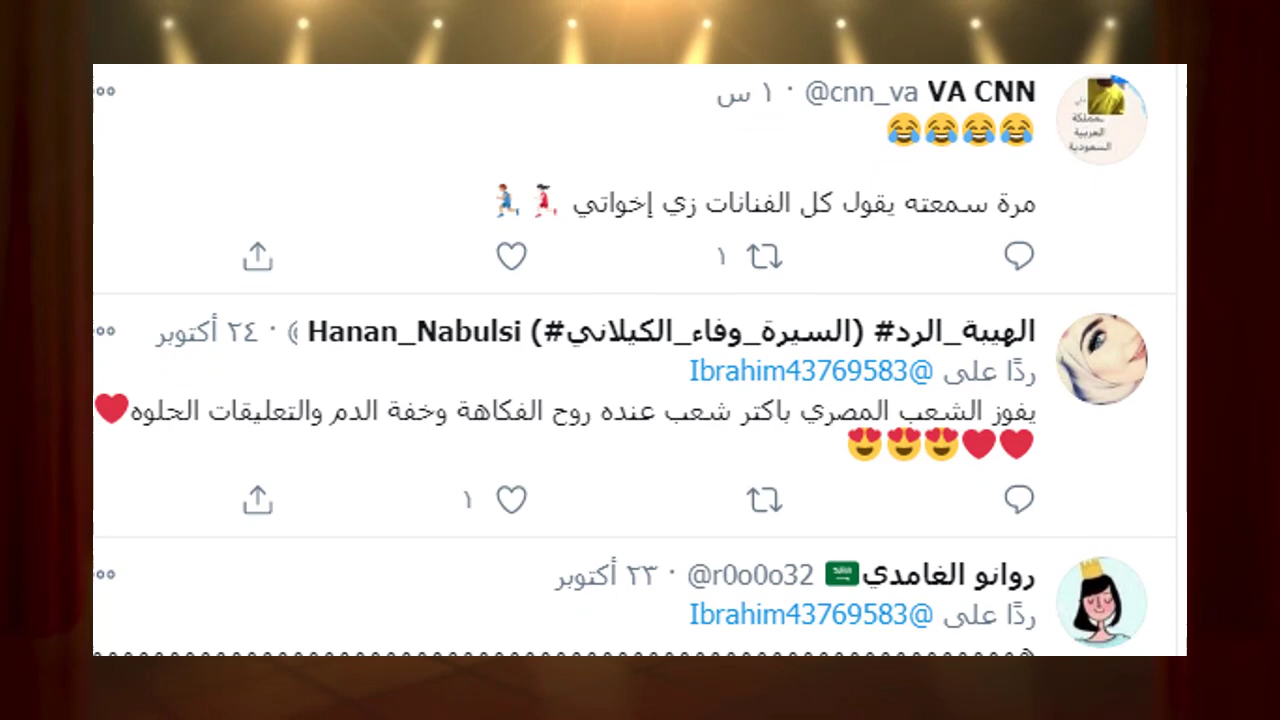 VA CNN @cnn_va · ١ س
😂😂😂😂
مرة سمعته يقول كل الفنانات زي إخواتي 🏃‍♀️🏃
١
الهيبة_الرد# (السيرة_وفاء_الكيلاني#) Hanan_Nabulsi @ · ٢٤ أكتوبر
ردًا على @Ibrahim43769583
يفوز الشعب المصري باكتر شعب عنده روح الفكاهة وخفة الدم والتعليقات الحلوه❤️
❤️❤️😍😍😍
١
روانو الغامدي🇸🇦 @r0o0o32 · ٢٣ أكتوبر
ردًا على @Ibrahim43769583